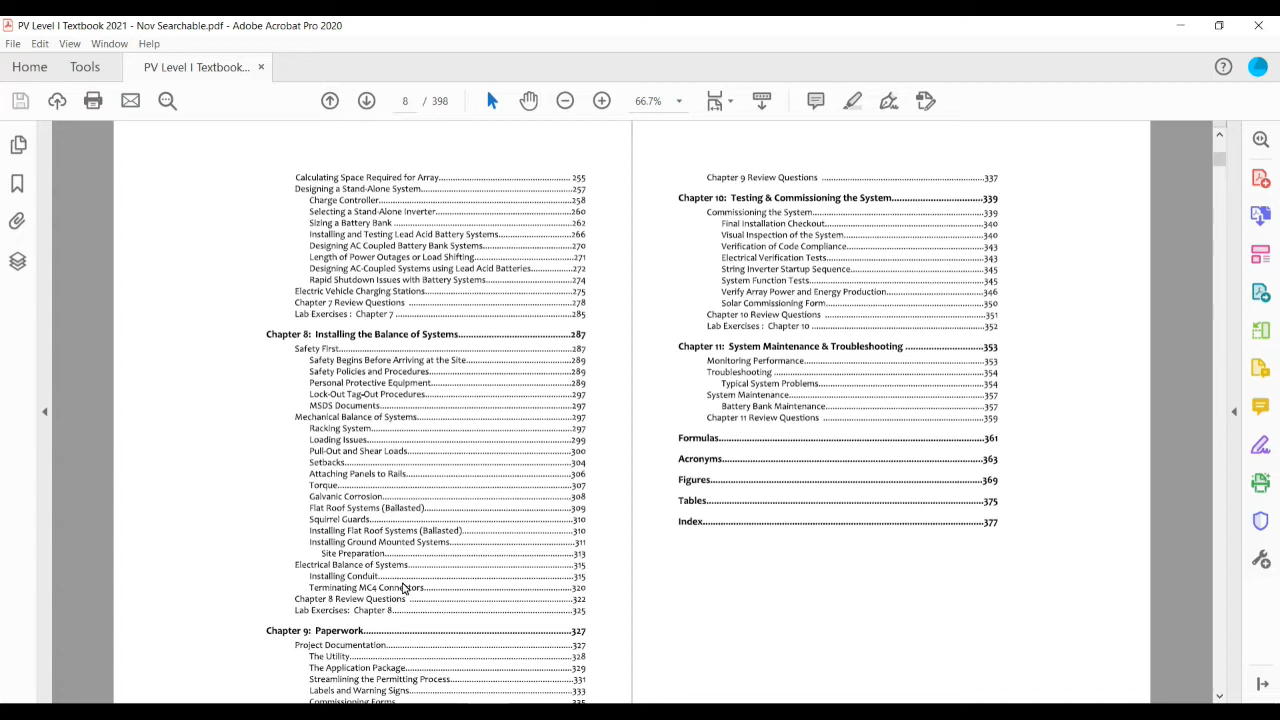 PV Level I Textbook 2021 - Nov Searchable.pdf - Adobe Acrobat Pro 2020
File Edit View Window Help
Home Tools PV Level I Textbook... ×
8 / 398 66.7%
Calculating Space Required for Array 255
Designing a Stand-Alone System 257
Charge Controller 258
Selecting a Stand-Alone Inverter 260
Sizing a Battery Bank 262
Installing and Testing Lead Acid Battery Systems 266
Designing AC Coupled Battery Bank Systems 270
Length of Power Outages or Load Shifting 271
Designing AC-Coupled Systems using Lead Acid Batteries 272
Rapid Shutdown Issues with Battery Systems 274
Electric Vehicle Charging Stations 275
Chapter 7 Review Questions 278
Lab Exercises : Chapter 7 285
Chapter 8: Installing the Balance of Systems 287
Safety First 287
Safety Begins Before Arriving at the Site 289
Safety Policies and Procedures 289
Personal Protective Equipment 289
Lock-Out Tag-Out Procedures 297
MSDS Documents 297
Mechanical Balance of Systems 297
Racking System 297
Loading Issues 299
Pull-Out and Shear Loads 300
Setbacks 304
Attaching Panels to Rails 306
Torque 307
Galvanic Corrosion 308
Flat Roof Systems (Ballasted) 309
Squirrel Guards 310
Installing Flat Roof Systems (Ballasted) 310
Installing Ground Mounted Systems 311
Site Preparation 313
Electrical Balance of Systems 315
Installing Conduit 315
Terminating MC4 Connectors 320
Chapter 8 Review Questions 322
Lab Exercises: Chapter 8 325
Chapter 9: Paperwork 327
Project Documentation 327
The Utility 328
The Application Package 329
Streamlining the Permitting Process 331
Labels and Warning Signs 333
Commissioning Forms 335
Chapter 9 Review Questions 337
Chapter 10: Testing & Commissioning the System 339
Commissioning the System 339
Final Installation Checkout 340
Visual Inspection of the System 340
Verification of Code Compliance 343
Electrical Verification Tests 343
String Inverter Startup Sequence 345
System Function Tests 345
Verify Array Power and Energy Production 346
Solar Commissioning Form 350
Chapter 10 Review Questions 351
Lab Exercises : Chapter 10 352
Chapter 11: System Maintenance & Troubleshooting 353
Monitoring Performance 353
Troubleshooting 354
Typical System Problems 354
System Maintenance 357
Battery Bank Maintenance 357
Chapter 11 Review Questions 359
Formulas 361
Acronyms 363
Figures 369
Tables 375
Index 377